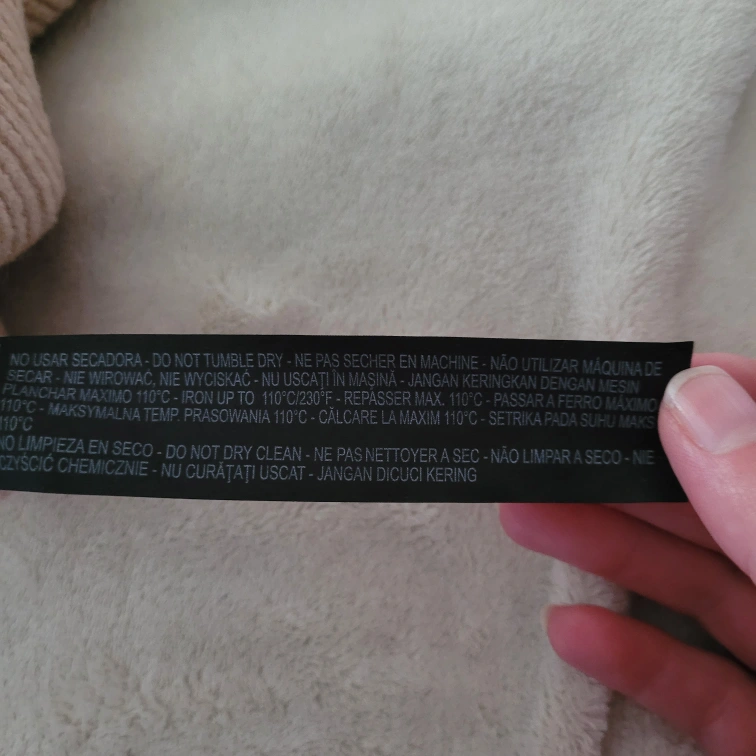 NO USAR SECADORA - DO NOT TUMBLE DRY - NE PAS SECHER EN MACHINE - NÃO UTILIZAR MÁQUINA DE
SECAR - NIE WIROWAĆ, NIE WYCISKAĆ - NU USCAȚI ÎN MAȘINĂ - JANGAN KERINGKAN DENGAN MESIN
PLANCHAR MAXIMO 110°C - IRON UP TO 110°C/230°F - REPASSER MAX. 110°C - PASSAR A FERRO MÁXIMO
110°C - MAKSYMALNA TEMP. PRASOWANIA 110°C - CĂLCARE LA MAXIM 110°C - SETRIKA PADA SUHU MAKS
110°C
NO LIMPIEZA EN SECO - DO NOT DRY CLEAN - NE PAS NETTOYER A SEC - NÃO LIMPAR A SECO - NIE
CZYŚCIĆ CHEMICZNIE - NU CURĂȚAȚI USCAT - JANGAN DICUCI KERING